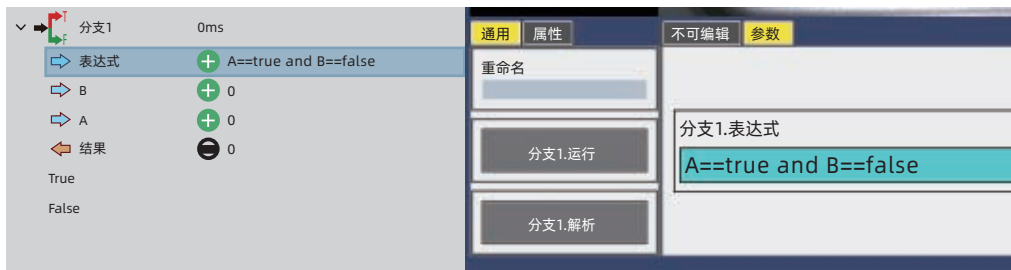 分支1 0ms
表达式 A==true and B==false
B 0
A 0
结果 0
True
False
通用 属性
重命名
分支1.运行
分支1.解析
不可编辑 参数
分支1.表达式
A==true and B==false